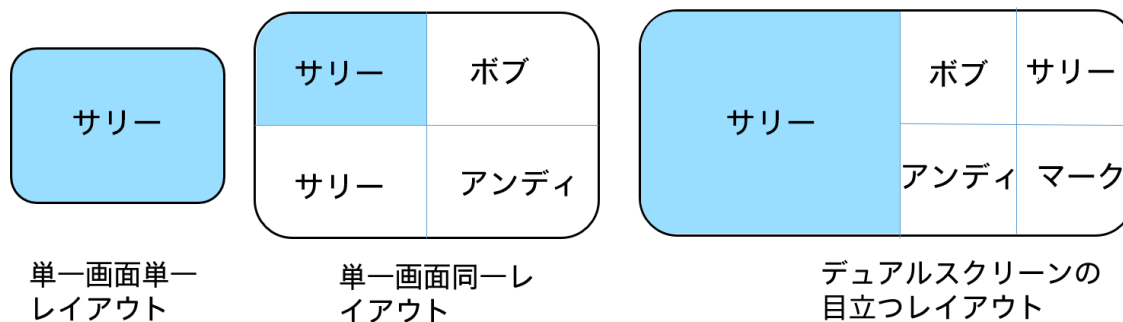 サリー
単一画面単一
レイアウト
サリー
ボブ
サリー
アンディ
単一画面同一レ
イアウト
サリー
ボブ
サリー
アンディ
マーク
デュアルスクリーンの
目立つレイアウト